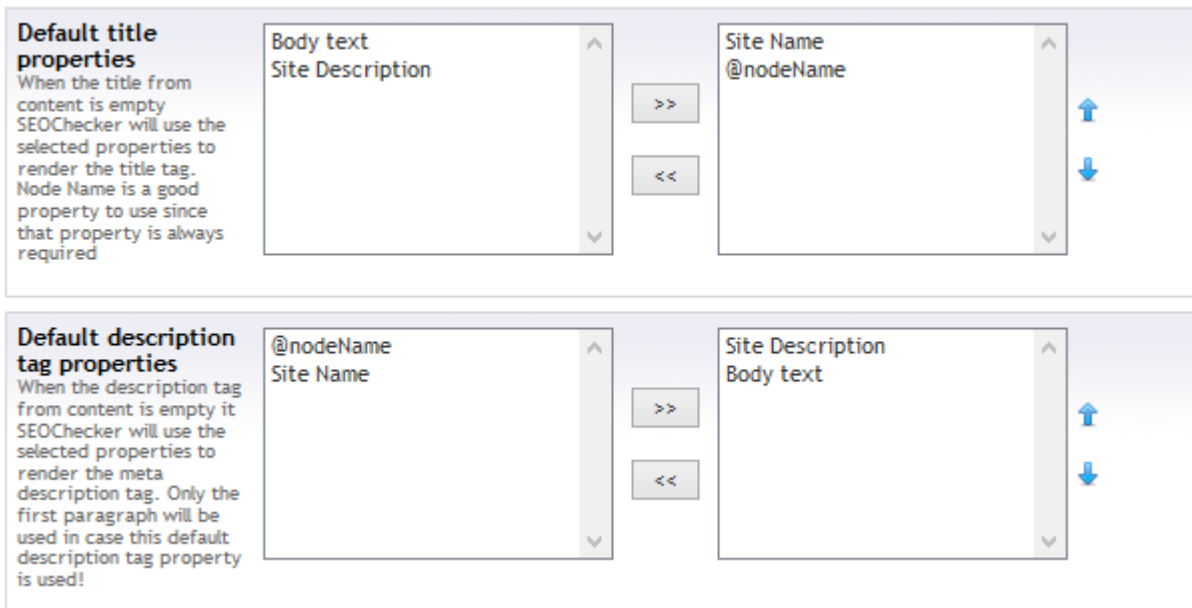 Default title
properties
When the title from
content is empty
SEOChecker will use the
selected properties to
render the title tag.
Node Name is a good
property to use since
that property is always
required
Body text
Site Description
>>
<<
Site Name
@nodeName
Default description
tag properties
When the description tag
from content is empty it
SEOChecker will use the
selected properties to
render the meta
description tag. Only the
first paragraph will be
used in case this default
description tag property
is used!
@nodeName
Site Name
>>
<<
Site Description
Body text